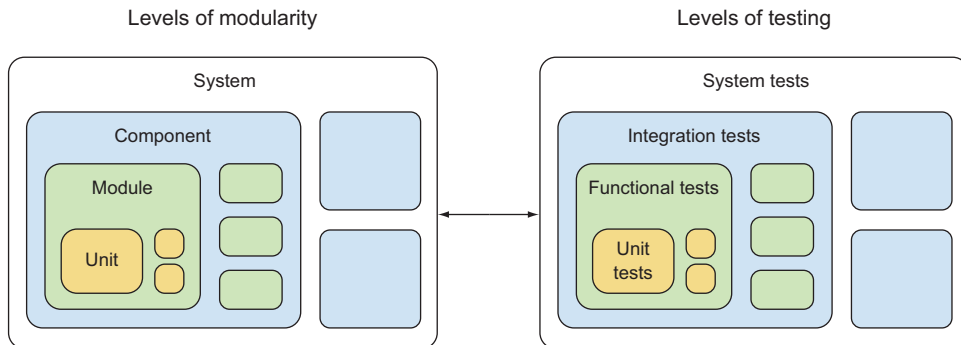 Levels of modularity
Levels of testing
System
Component
Module
Unit
System tests
Integration tests
Functional tests
Unit
tests